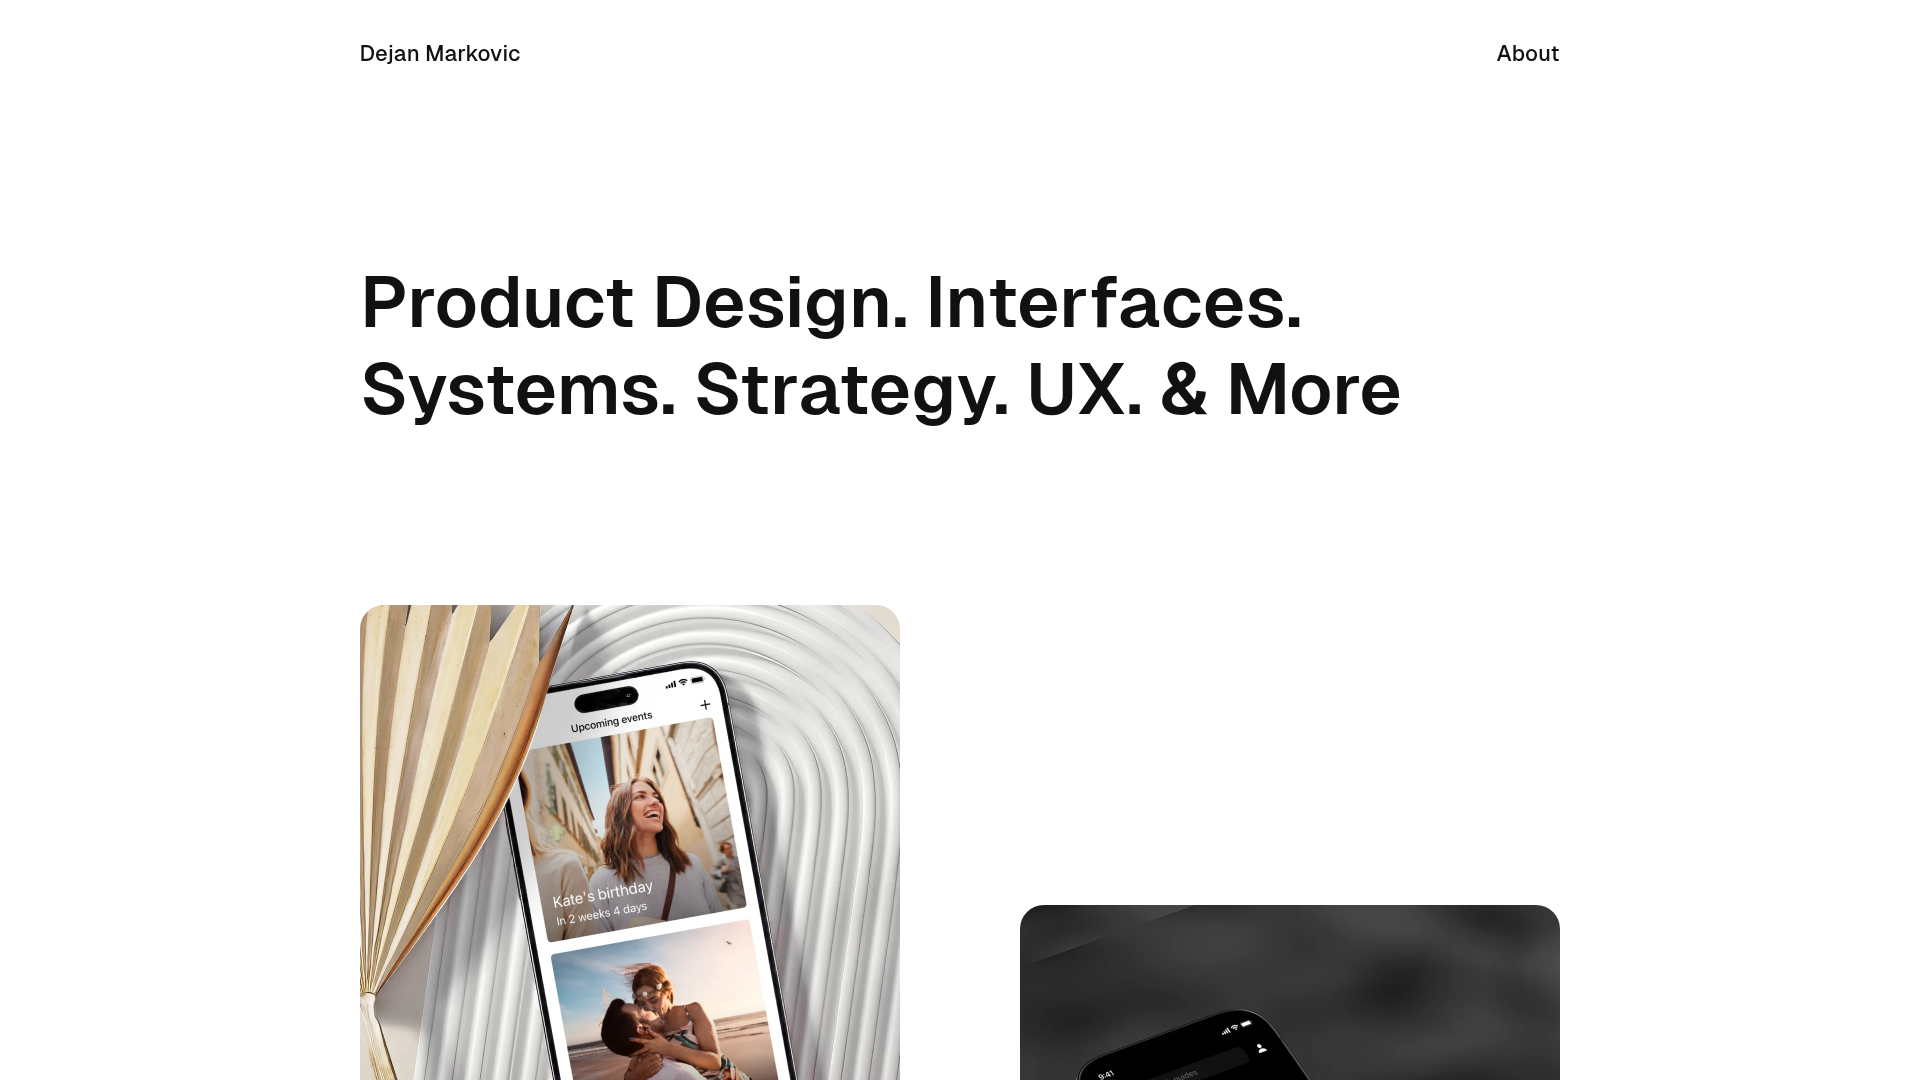 Dejan Markovic
About
Product Design. Interfaces.
Systems. Strategy. UX. & More
Upcoming events
Kate's birthday
In 2 weeks 4 days
9:41
guides